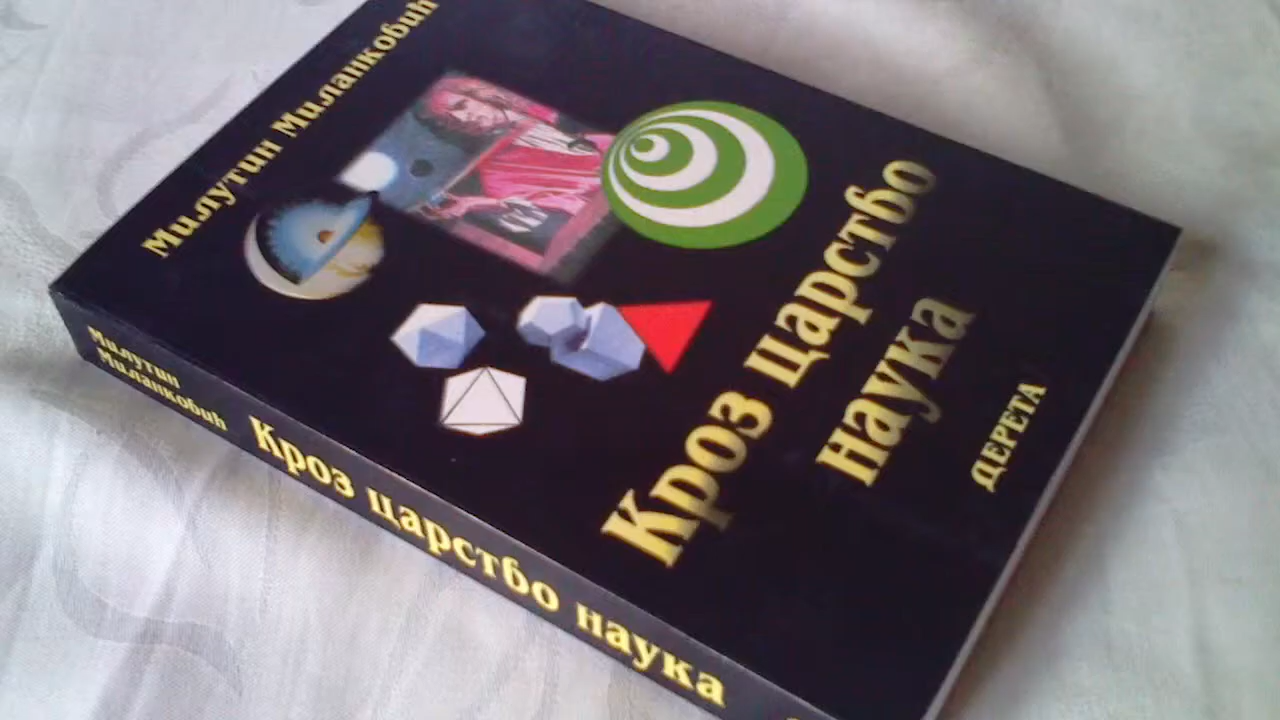 Милутин Миланковић
Кроз царство
наука
ДЕРЕТА
Милутин
Миланковић
Кроз царство наука